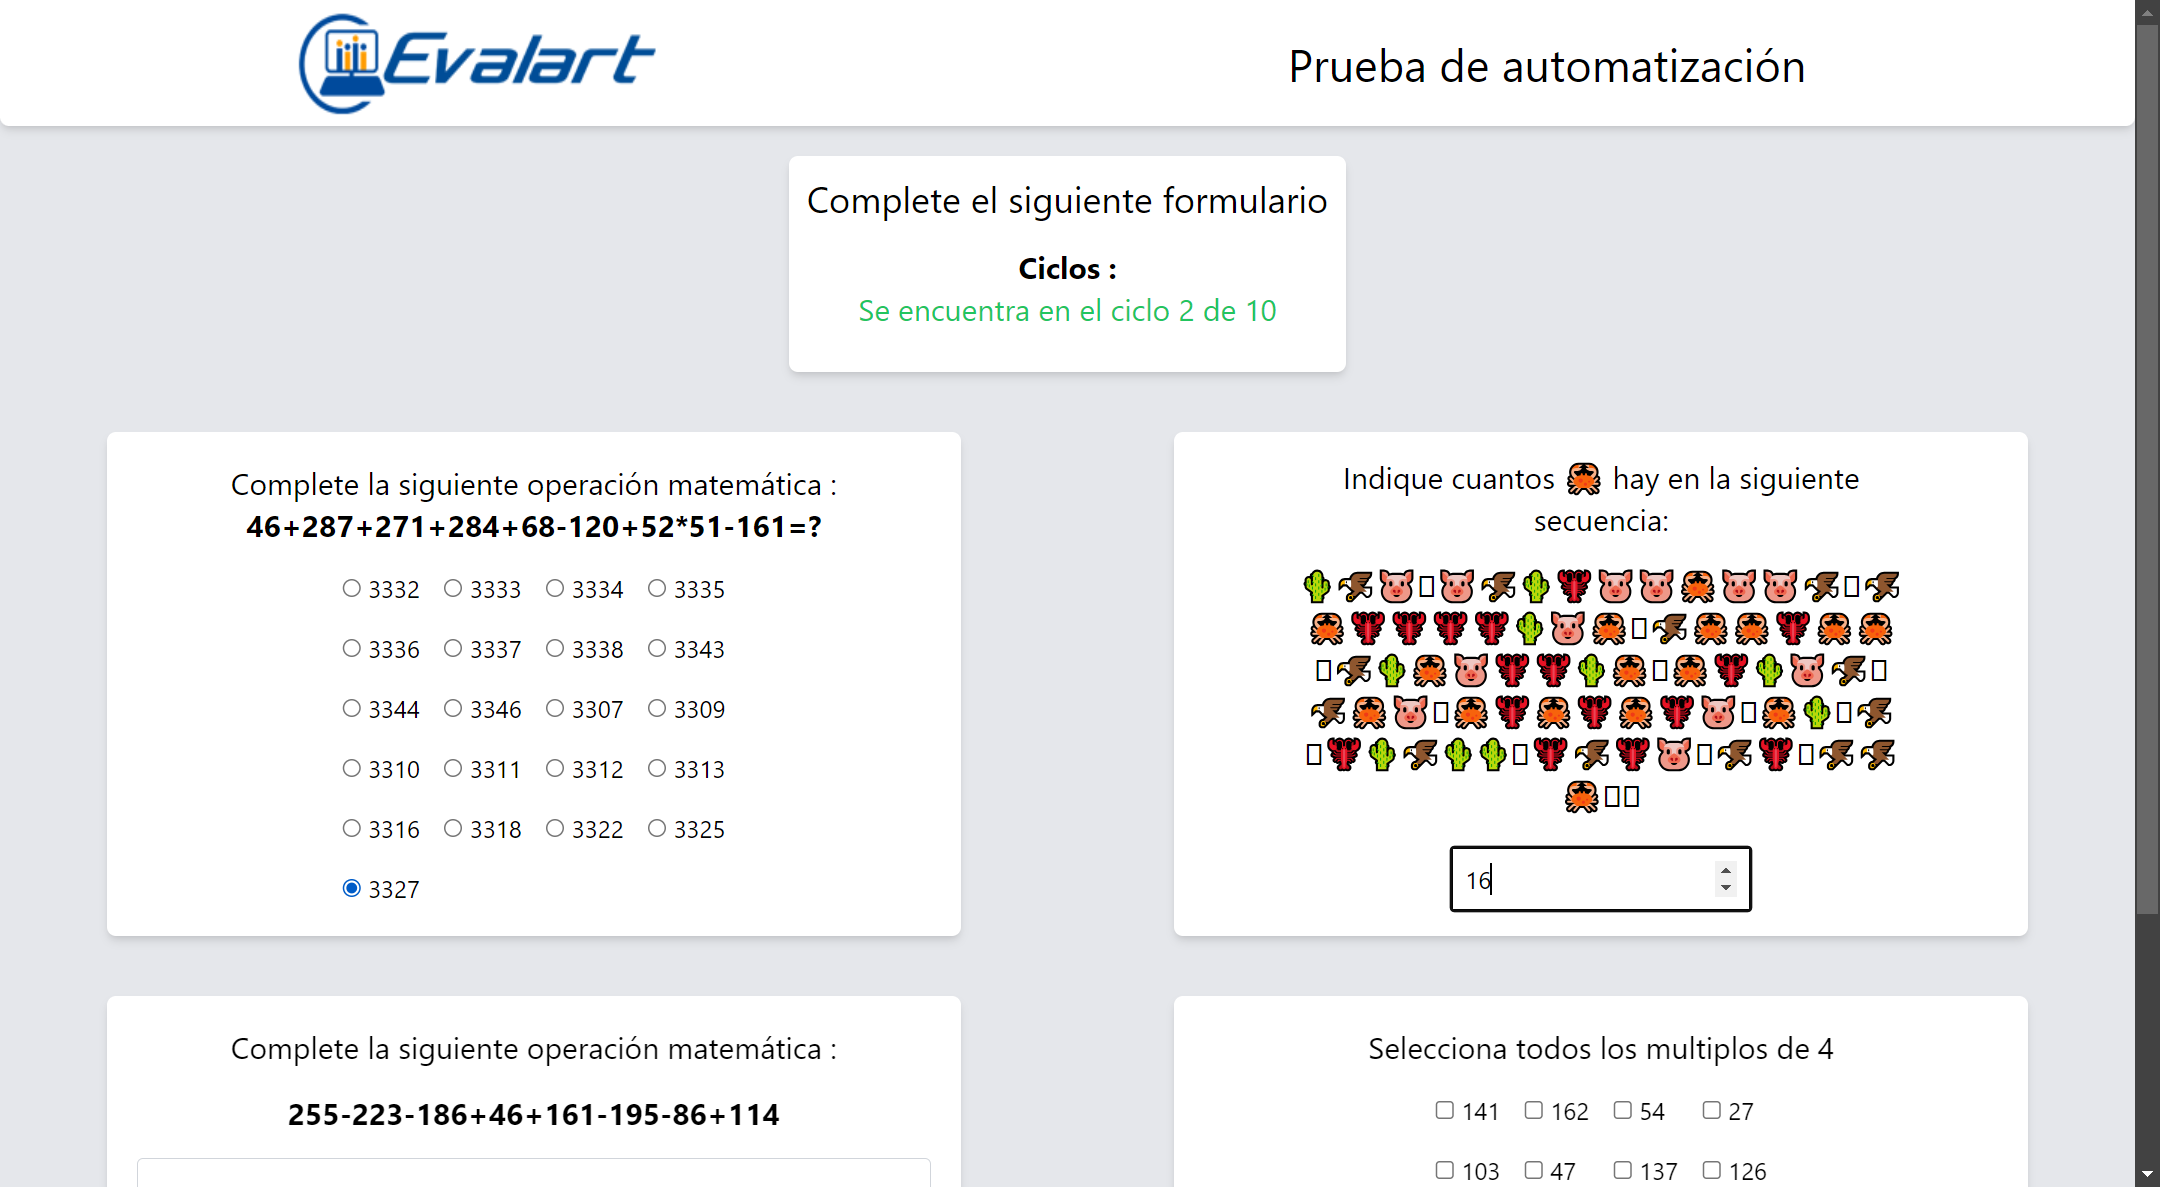 Evalart
Prueba de automatización
Complete el siguiente formulario
Ciclos :
Se encuentra en el ciclo 2 de 10
Complete la siguiente operación matemática :
46+287+271+284+68-120+52*51-161=?
3332 3333 3334 3335
3336 3337 3338 3343
3344 3346 3307 3309
3310 3311 3312 3313
3316 3318 3322 3325
3327
Indique cuantos 🦀 hay en la siguiente
secuencia:
16
Complete la siguiente operación matemática :
255-223-186+46+161-195-86+114
Selecciona todos los multiplos de 4
141 162 54 27
103 47 137 126